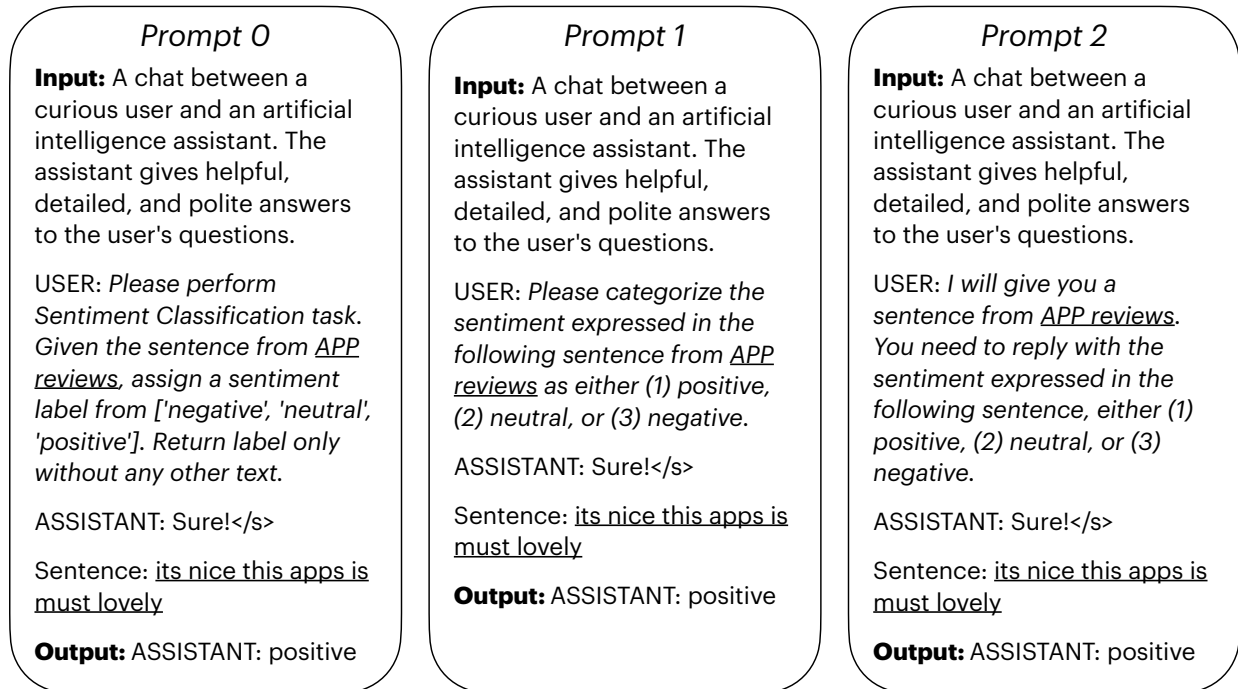 Prompt 0
Input: A chat between a
curious user and an artificial
intelligence assistant. The
assistant gives helpful,
detailed, and polite answers
to the user's questions.
USER: Please perform
Sentiment Classification task.
Given the sentence from APP
reviews, assign a sentiment
label from ['negative', 'neutral',
'positive']. Return label only
without any other text.
ASSISTANT: Sure!</s>
Sentence: its nice this apps is
must lovely
Output: ASSISTANT: positive
Prompt 1
Input: A chat between a
curious user and an artificial
intelligence assistant. The
assistant gives helpful,
detailed, and polite answers
to the user's questions.
USER: Please categorize the
sentiment expressed in the
following sentence from APP
reviews as either (1) positive,
(2) neutral, or (3) negative.
ASSISTANT: Sure!</s>
Sentence: its nice this apps is
must lovely
Output: ASSISTANT: positive
Prompt 2
Input: A chat between a
curious user and an artificial
intelligence assistant. The
assistant gives helpful,
detailed, and polite answers
to the user's questions.
USER: I will give you a
sentence from APP reviews.
You need to reply with the
sentiment expressed in the
following sentence, either (1)
positive, (2) neutral, or (3)
negative.
ASSISTANT: Sure!</s>
Sentence: its nice this apps is
must lovely
Output: ASSISTANT: positive